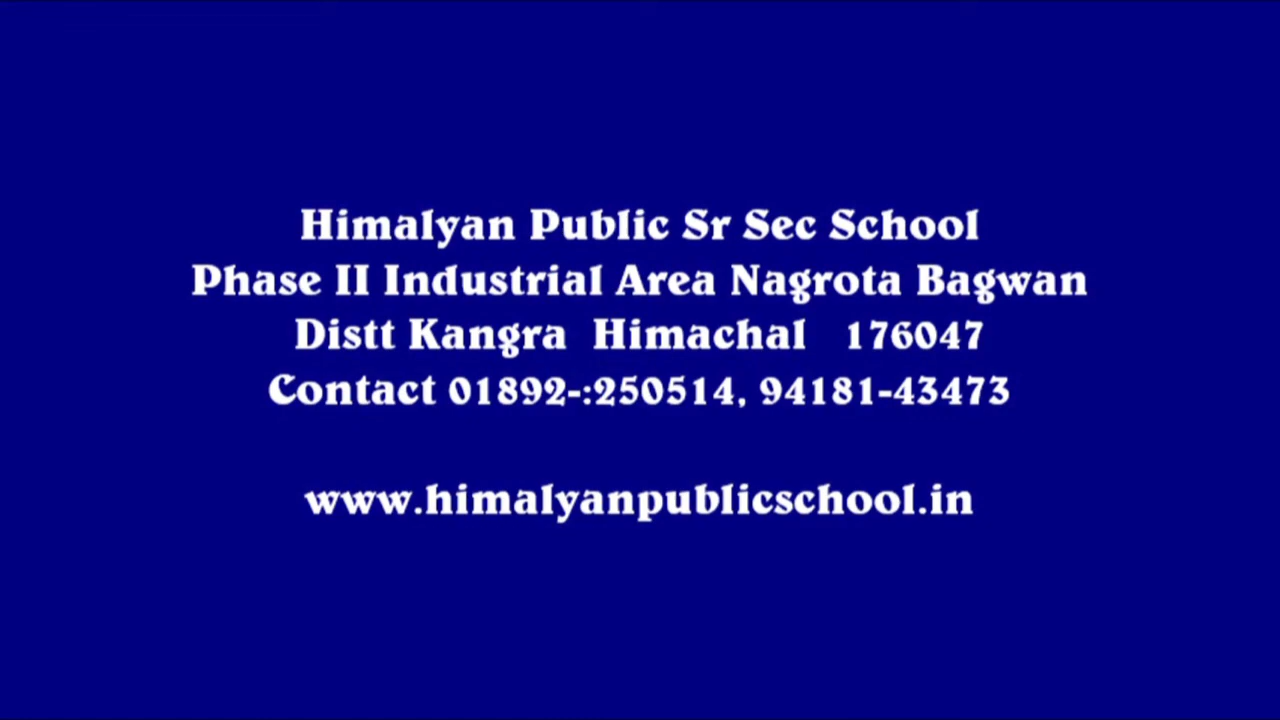 Himalyan Public Sr Sec School
Phase II Industrial Area Nagrota Bagwan
Distt Kangra  Himachal   176047
Contact 01892-:250514, 94181-43473
www.himalyanpublicschool.in